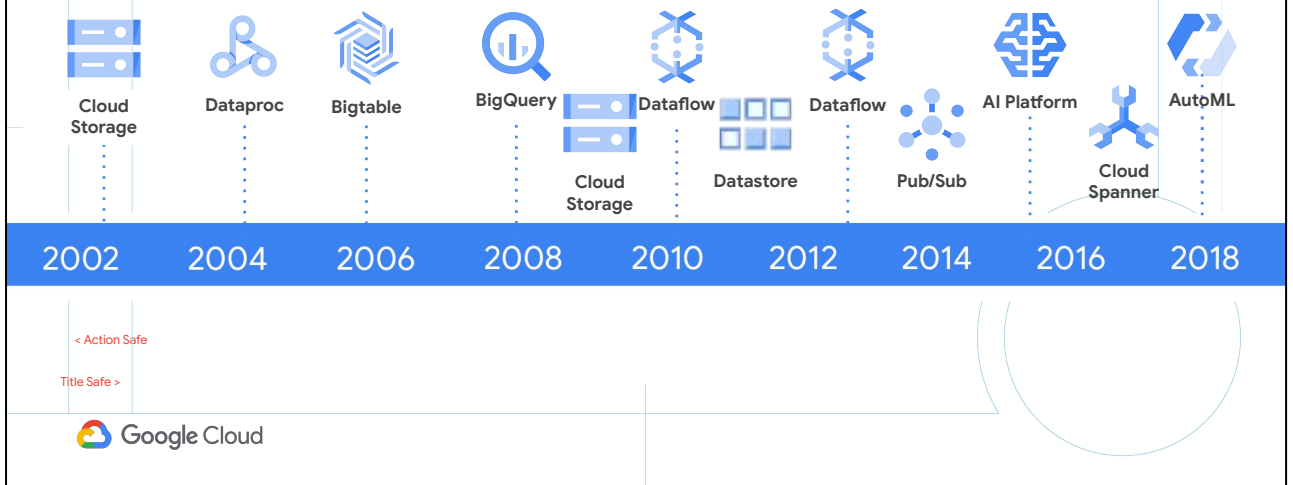 Cloud
Storage
Dataproc
Bigtable
BigQuery
Cloud
Storage
Dataflow
Datastore
Dataflow
Pub/Sub
AI Platform
Cloud
Spanner
AutoML
2002 2004 2006 2008 2010 2012 2014 2016 2018
< Action Safe
Title Safe >
Google Cloud